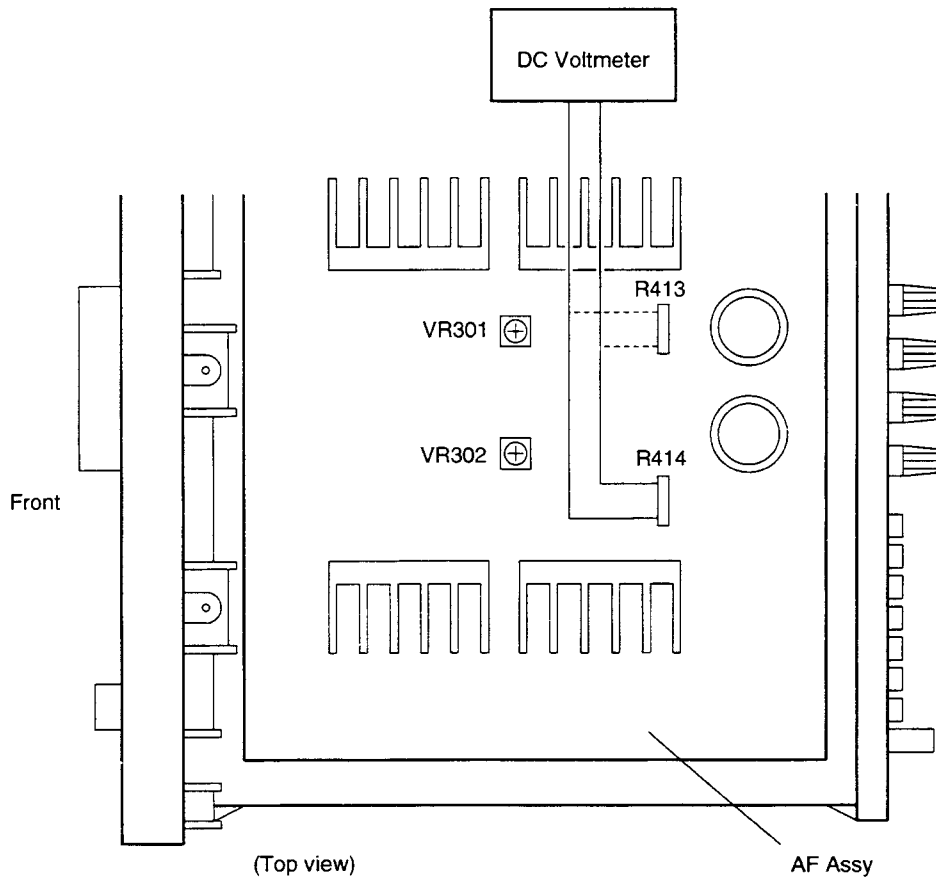 DC Voltmeter
R413
VR301
VR302
R414
Front
(Top view)
AF Assy